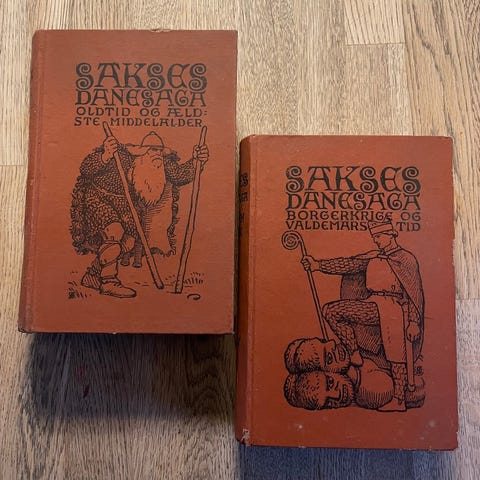 SAKSES
DANESAGA
OLDTID OG ÆLD=
STE MIDDELALDER
SAKSES
DANESAGA
BORGERKRIGE OG
VALDEMARS TID